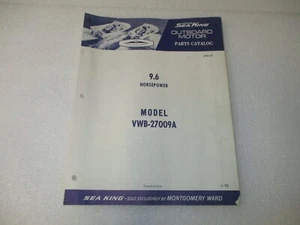 SEA KING
OUTBOARD
MOTOR
PARTS CATALOG
9.6
HORSEPOWER
MODEL
VWB-27009A
SEA KING - SOLD EXCLUSIVELY BY MONTGOMERY WARD